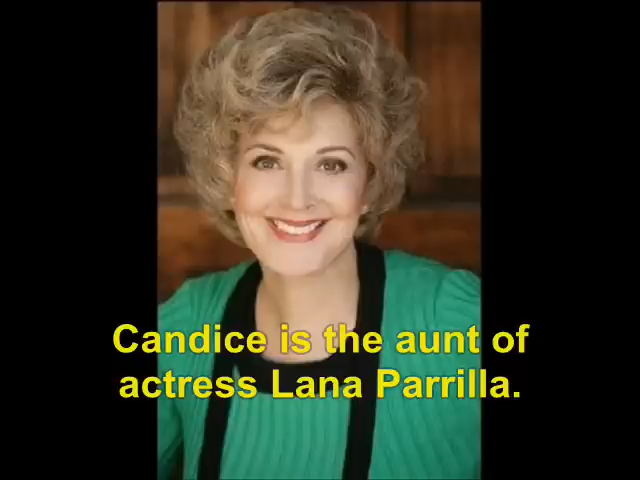 Candice is the aunt of
actress Lana Parrilla.